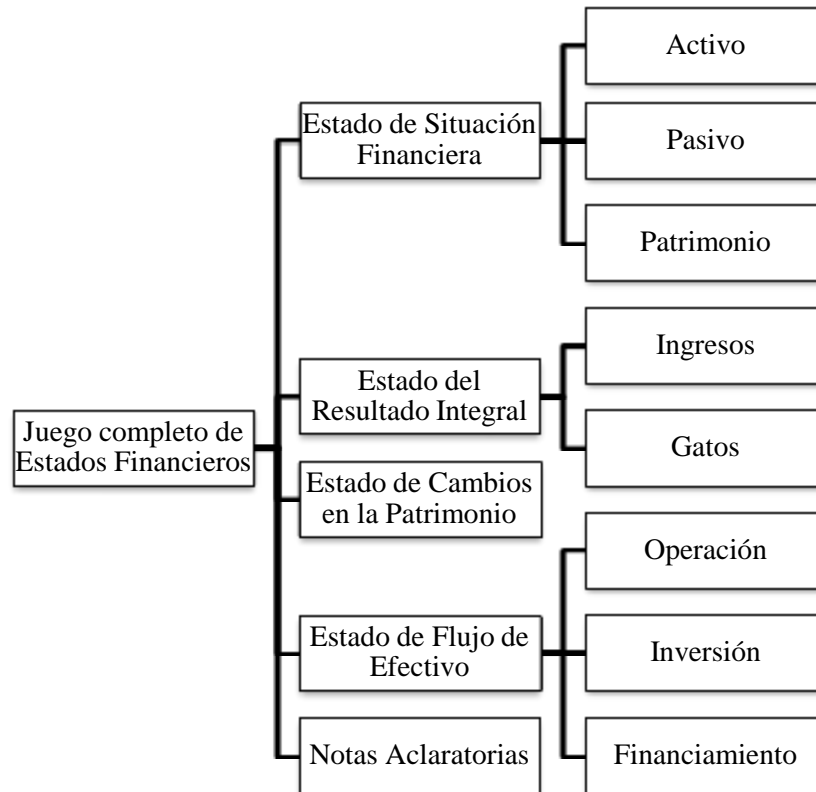 Juego completo de
Estados Financieros
Estado de Situación
Financiera
Activo
Pasivo
Patrimonio
Estado del
Resultado Integral
Ingresos
Gatos
Estado de Cambios
en la Patrimonio
Estado de Flujo de
Efectivo
Operación
Inversión
Financiamiento
Notas Aclaratorias